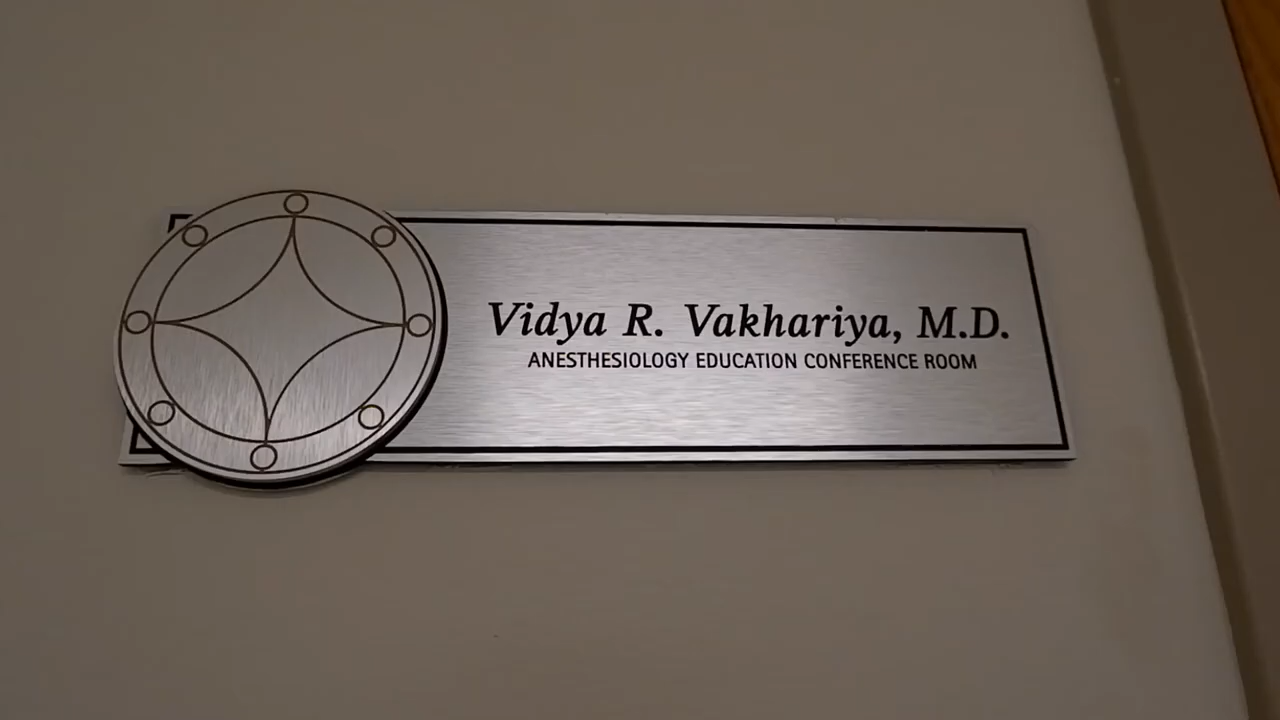 Vidya R. Vakhariya, M.D.
ANESTHESIOLOGY EDUCATION CONFERENCE ROOM